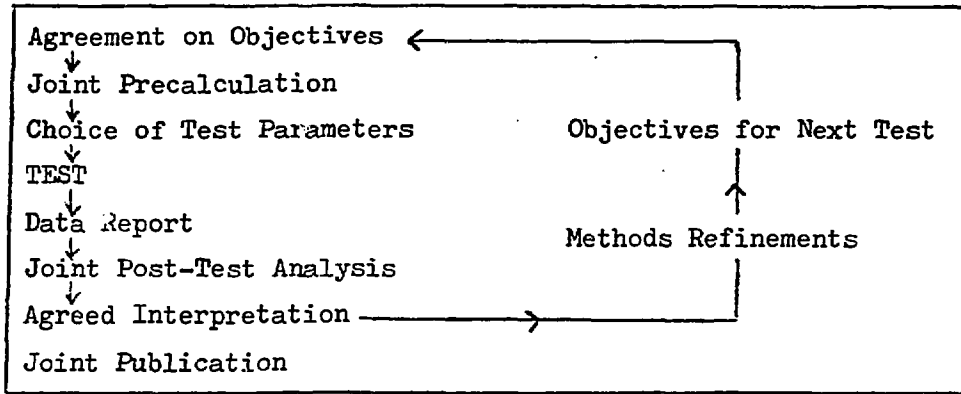 Agreement on Objectives
Joint Precalculation
Choice of Test Parameters
Objectives for Next Test
TEST
Data Report
Methods Refinements
Joint Post-Test Analysis
Agreed Interpretation
Joint Publication